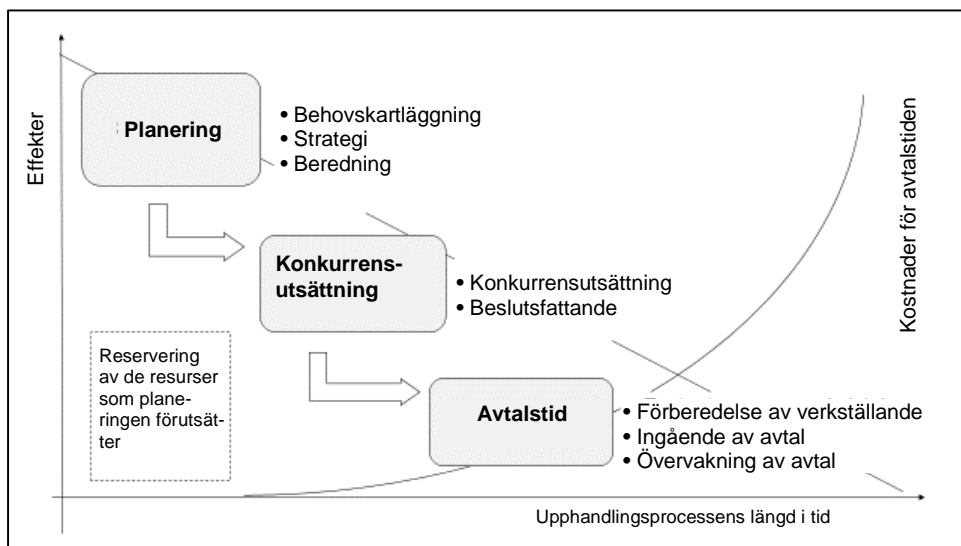 Effekter
Planering
• Behovskartläggning
• Strategi
• Beredning
Konkurrens-
utsättning
• Konkurrensutsättning
• Beslutsfattande
Kostnader för avtalstiden
Reservering
av de resurser
som plane-
ringen förutsät-
ter
Avtalstid
• Förberedelse av verkställande
• Ingående av avtal
• Övervakning av avtal
Upphandlingsprocessens längd i tid